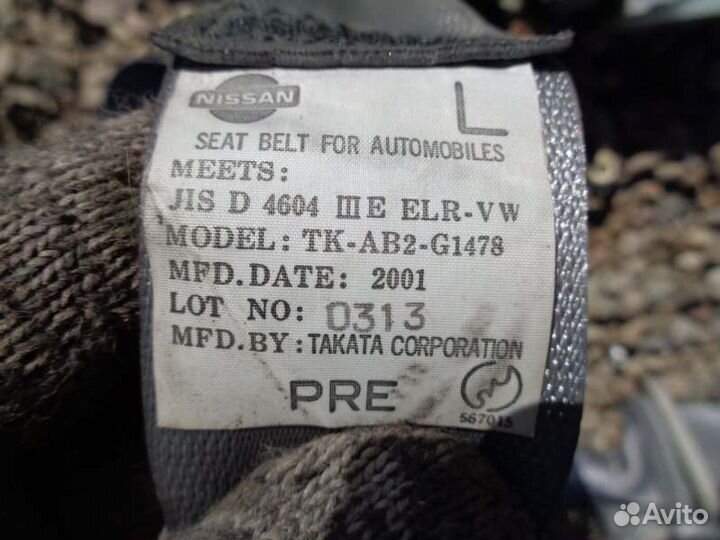 NISSAN
L
SEAT BELT FOR AUTOMOBILES
MEETS:
JIS D 4604 ⅢE ELR-VW
MODEL: TK-AB2-G1478
MFD.DATE: 2001
LOT NO: 0313
MFD.BY: TAKATA CORPORATION
PRE
567015
Avito